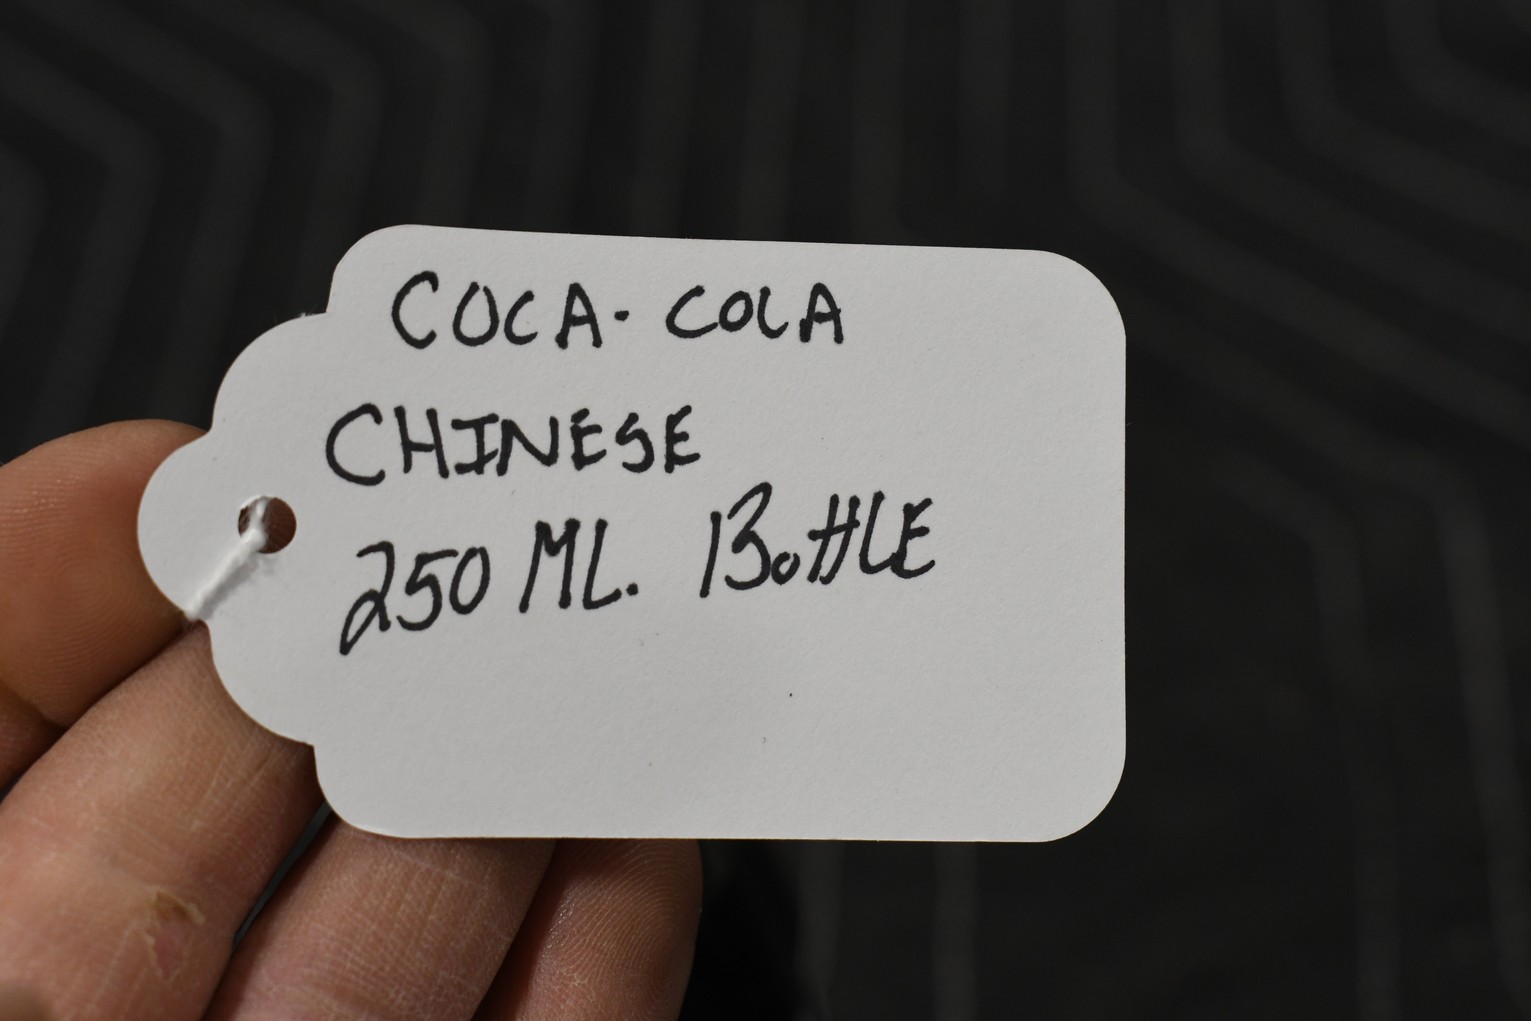 COCA-COLA
CHINESE
250 ML. BottLE